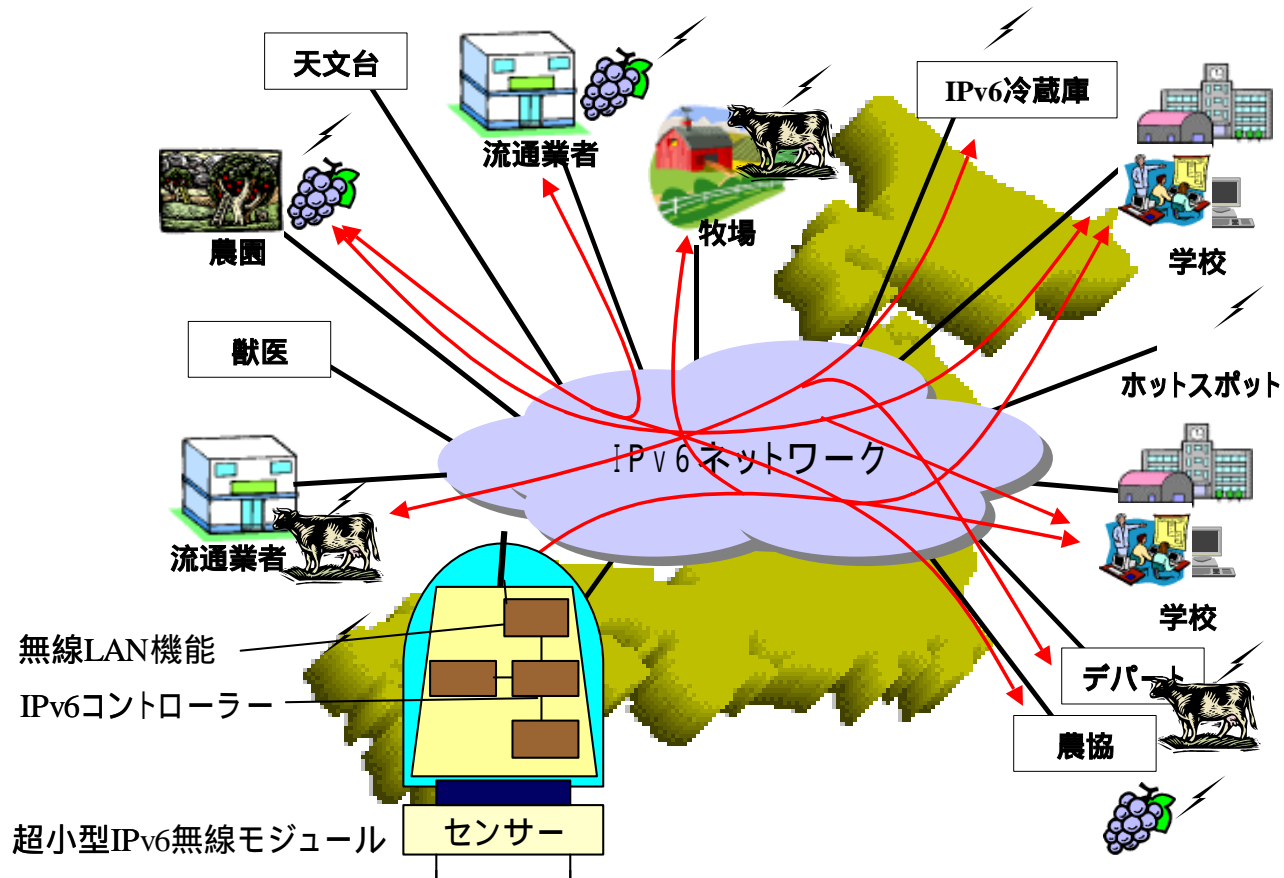 天文台
流通業者
IPv6冷蔵庫
農園
牧場
学校
獣医
ホットスポット
IPv6ネットワーク
流通業者
学校
無線LAN機能
IPv6コントローラー
デパート
農協
超小型IPv6無線モジュール
センサー